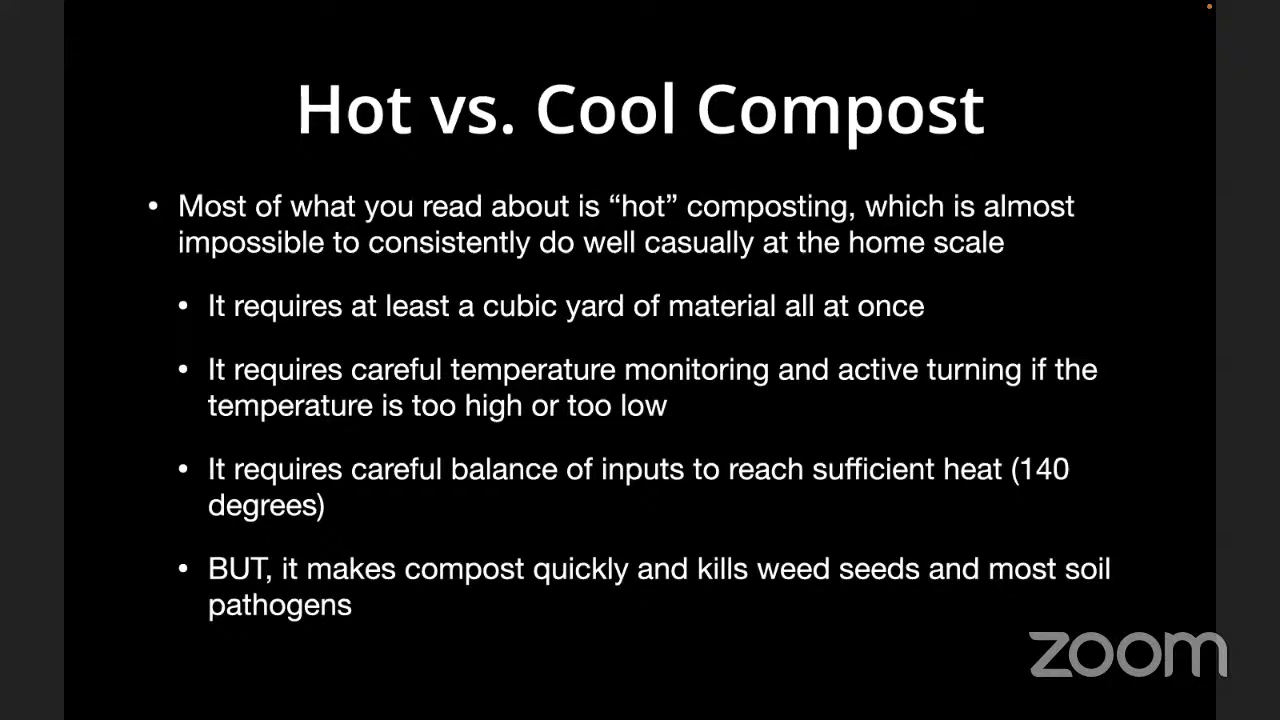 Hot vs. Cool Compost
• Most of what you read about is “hot” composting, which is almost
impossible to consistently do well casually at the home scale
• It requires at least a cubic yard of material all at once
• It requires careful temperature monitoring and active turning if the
temperature is too high or too low
• It requires careful balance of inputs to reach sufficient heat (140
degrees)
• BUT, it makes compost quickly and kills weed seeds and most soil
pathogens
zoom